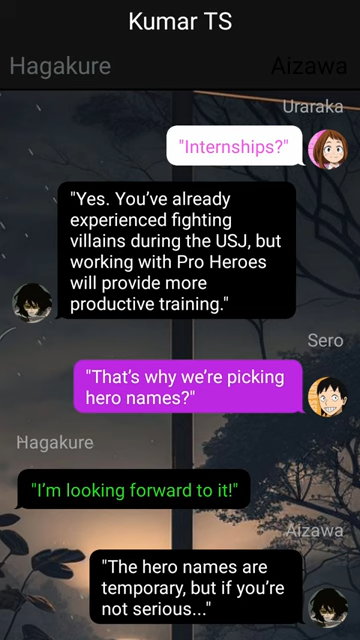 Kumar TS
Hagakure
Aizawa
Uraraka
"Internships?"
"Yes. You've already
experienced fighting
villains during the USJ, but
working with Pro Heroes
will provide more
productive training."
Sero
"That's why we're picking
hero names?"
Hagakure
"I'm looking forward to it!"
Aizawa
"The hero names are
temporary, but if you're
not serious..."